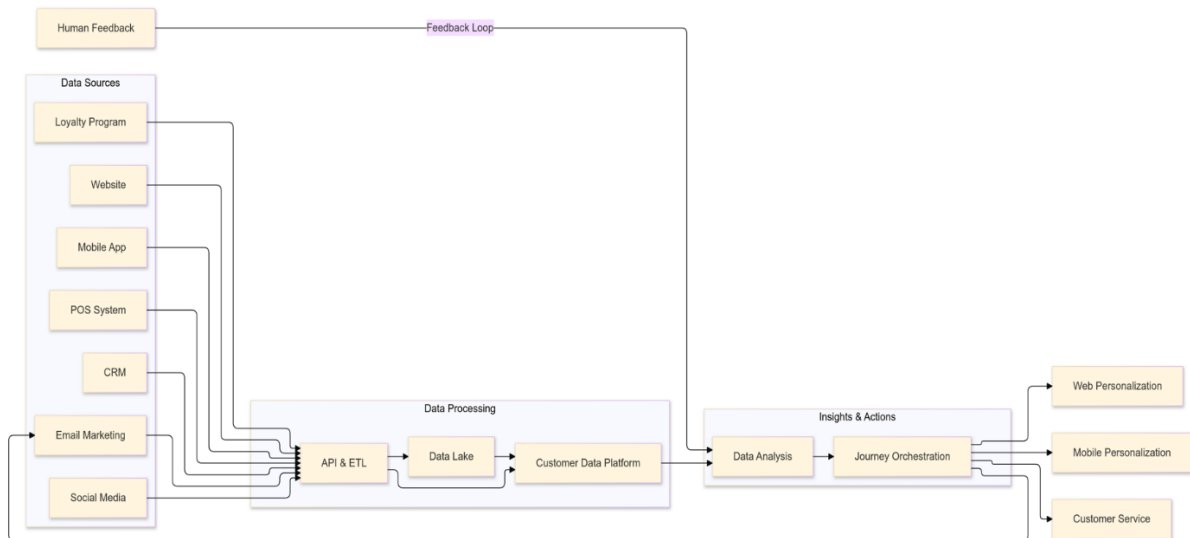 Human Feedback
Feedback Loop
Data Sources
Loyalty Program
Website
Mobile App
POS System
CRM
Email Marketing
Social Media
Data Processing
API & ETL
Data Lake
Customer Data Platform
Insights & Actions
Data Analysis
Journey Orchestration
Web Personalization
Mobile Personalization
Customer Service